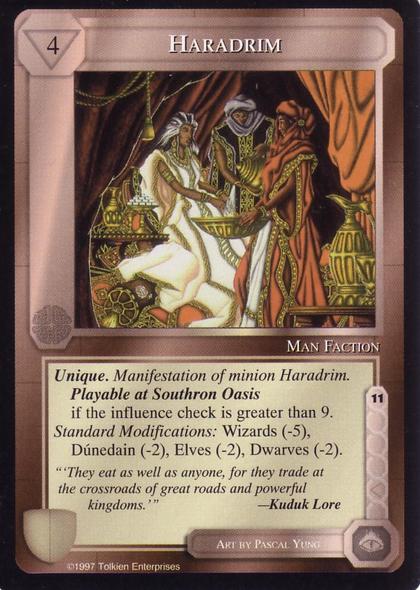 4
HARADRIM
MAN FACTION
Unique. Manifestation of minion Haradrim.
Playable at Southron Oasis
if the influence check is greater than 9.
Standard Modifications: Wizards (-5),
Dúnedain (-2), Elves (-2), Dwarves (-2).
11
“‘They eat as well as anyone, for they trade at
the crossroads of great roads and powerful
kingdoms.’” —Kuduk Lore
ART BY PASCAL YUNG
©1997 Tolkien Enterprises